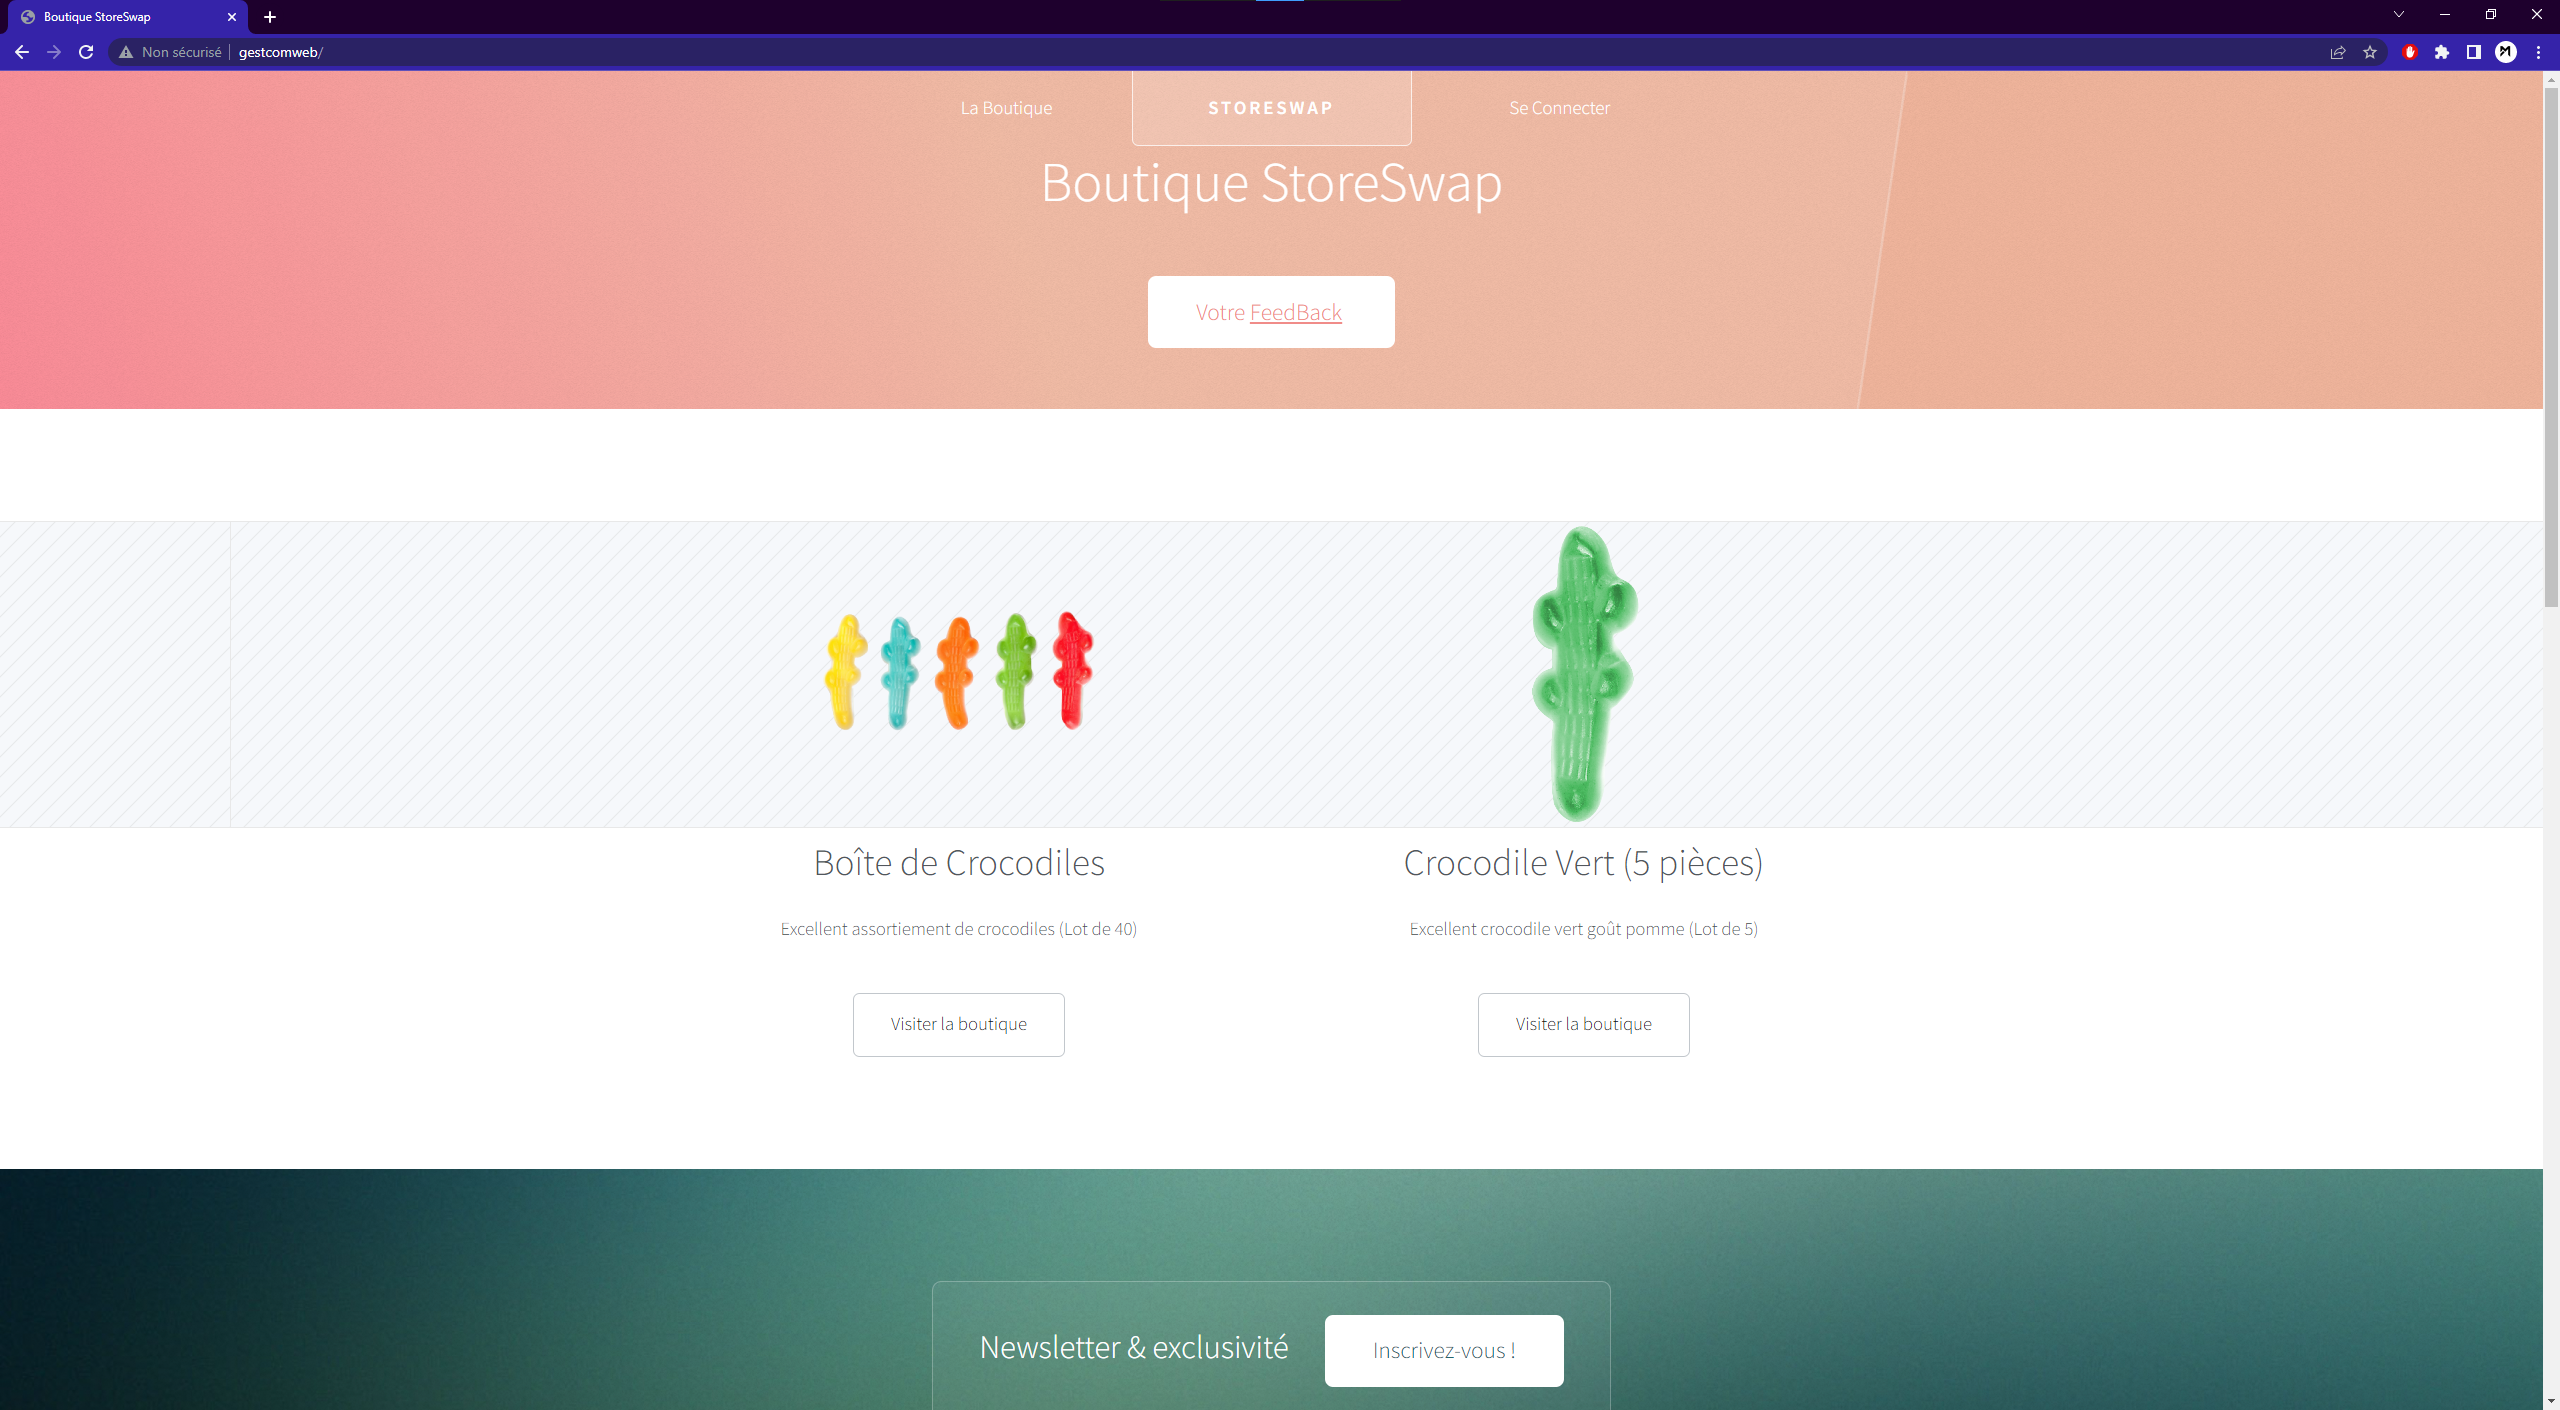 Boutique StoreSwap
Non sécurisé
gestcomweb/
La Boutique
STORESWAP
Se Connecter
Boutique StoreSwap
Votre FeedBack
Boîte de Crocodiles
Excellent assortiement de crocodiles (Lot de 40)
Visiter la boutique
Crocodile Vert (5 pièces)
Excellent crocodile vert goût pomme (Lot de 5)
Visiter la boutique
Newsletter & exclusivité
Inscrivez-vous !